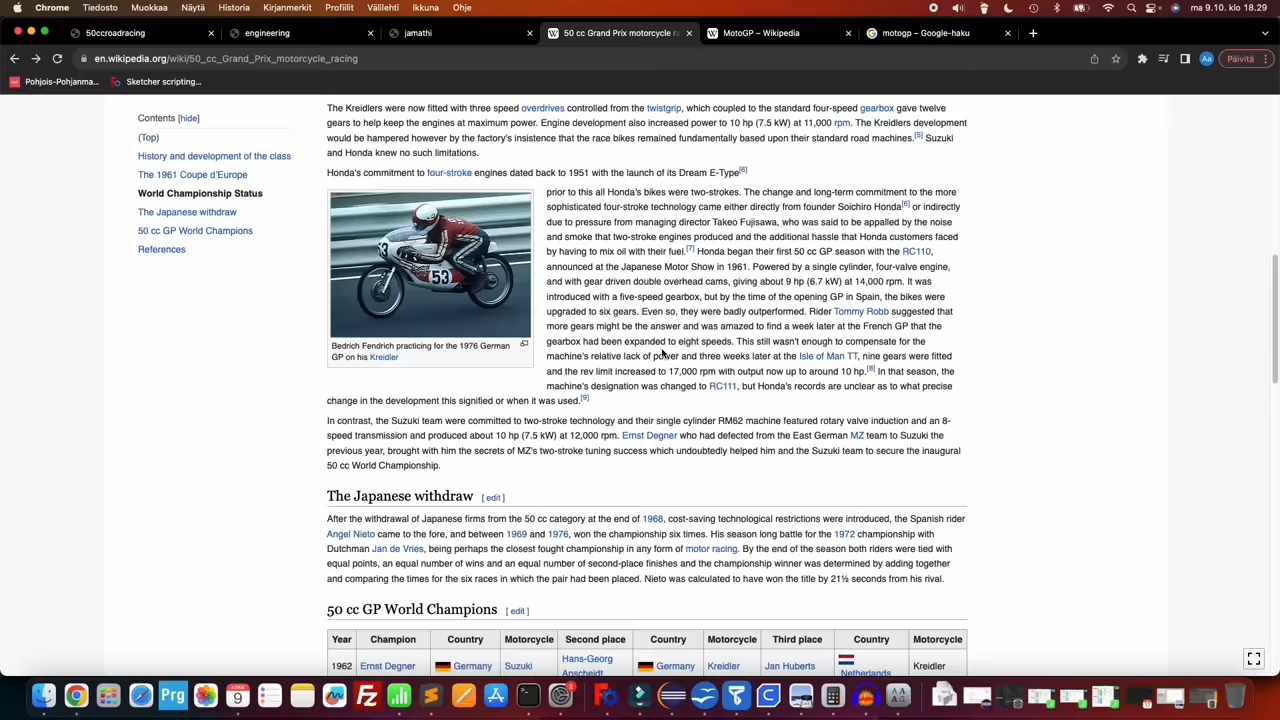 Chrome Tiedosto Muokkaa Näytä Historia Kirjanmerkit Profiilit Välilehti Ikkuna Ohje ma 9.10. klo 18.29
50ccroadracing × engineering × jamathi × 50 cc Grand Prix motorcycle ra × MotoGP – Wikipedia × motogp – Google-haku × +
en.wikipedia.org/wiki/50_cc_Grand_Prix_motorcycle_racing Aa Päivitä
Pohjois-Pohjanma... Sketcher scripting...
Contents [hide]
(Top)
History and development of the class
The 1961 Coupe d'Europe
World Championship Status
The Japanese withdraw
50 cc GP World Champions
References
The Kreidlers were now fitted with three speed overdrives controlled from the twistgrip, which coupled to the standard four-speed gearbox gave twelve
gears to help keep the engines at maximum power. Engine development also increased power to 10 hp (7.5 kW) at 11,000 rpm. The Kreidlers development
would be hampered however by the factory's insistence that the race bikes remained fundamentally based upon their standard road machines.[5] Suzuki
and Honda knew no such limitations.
Honda's commitment to four-stroke engines dated back to 1951 with the launch of its Dream E-Type[6]
53
Bedrich Fendrich practicing for the 1976 German
GP on his Kreidler
prior to this all Honda's bikes were two-strokes. The change and long-term commitment to the more
sophisticated four-stroke technology came either directly from founder Soichiro Honda[6] or indirectly
due to pressure from managing director Takeo Fujisawa, who was said to be appalled by the noise
and smoke that two-stroke engines produced and the additional hassle that Honda customers faced
by having to mix oil with their fuel.[7] Honda began their first 50 cc GP season with the RC110,
announced at the Japanese Motor Show in 1961. Powered by a single cylinder, four-valve engine,
and with gear driven double overhead cams, giving about 9 hp (6.7 kW) at 14,000 rpm. It was
introduced with a five-speed gearbox, but by the time of the opening GP in Spain, the bikes were
upgraded to six gears. Even so, they were badly outperformed. Rider Tommy Robb suggested that
more gears might be the answer and was amazed to find a week later at the French GP that the
gearbox had been expanded to eight speeds. This still wasn't enough to compensate for the
machine's relative lack of power and three weeks later at the Isle of Man TT, nine gears were fitted
and the rev limit increased to 17,000 rpm with output now up to around 10 hp.[8] In that season, the
machine's designation was changed to RC111, but Honda's records are unclear as to what precise
change in the development this signified or when it was used.[9]
In contrast, the Suzuki team were committed to two-stroke technology and their single cylinder RM62 machine featured rotary valve induction and an 8-
speed transmission and produced about 10 hp (7.5 kW) at 12,000 rpm. Ernst Degner who had defected from the East German MZ team to Suzuki the
previous year, brought with him the secrets of MZ's two-stroke tuning success which undoubtedly helped him and the Suzuki team to secure the inaugural
50 cc World Championship.
The Japanese withdraw [ edit ]
After the withdrawal of Japanese firms from the 50 cc category at the end of 1968, cost-saving technological restrictions were introduced, the Spanish rider
Angel Nieto came to the fore, and between 1969 and 1976, won the championship six times. His season long battle for the 1972 championship with
Dutchman Jan de Vries, being perhaps the closest fought championship in any form of motor racing. By the end of the season both riders were tied with
equal points, an equal number of wins and an equal number of second-place finishes and the championship winner was determined by adding together
and comparing the times for the six races in which the pair had been placed. Nieto was calculated to have won the title by 21½ seconds from his rival.
50 cc GP World Champions [ edit ]
Year Champion Country Motorcycle Second place Country Motorcycle Third place Country Motorcycle
1962 Ernst Degner Germany Suzuki Hans-Georg Anscheidt Germany Kreidler Jan Huberts Netherlands Kreidler
LOKA
9
Prg